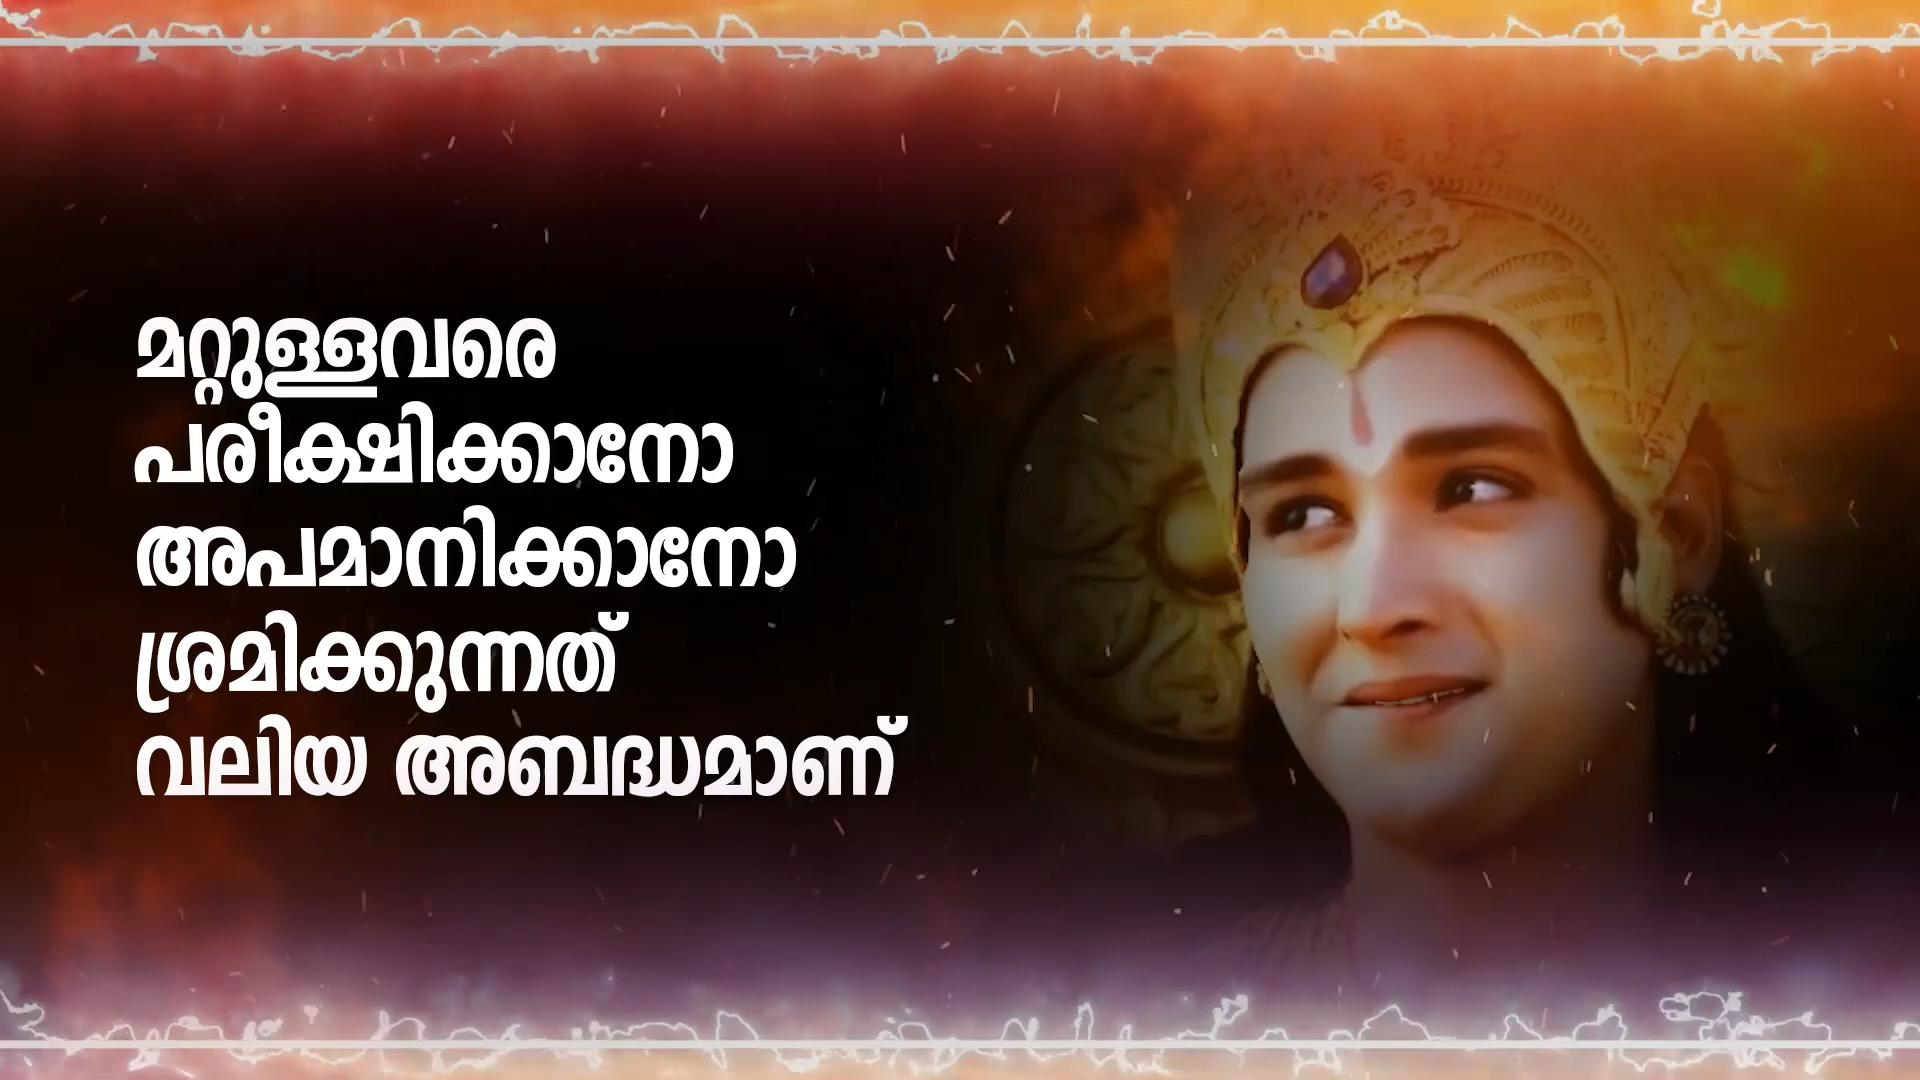 മറ്റുള്ളവരെ
പരീക്ഷിക്കാനോ
അപമാനിക്കാനോ
ശ്രമിക്കുന്നത്
വലിയ അബദ്ധമാണ്